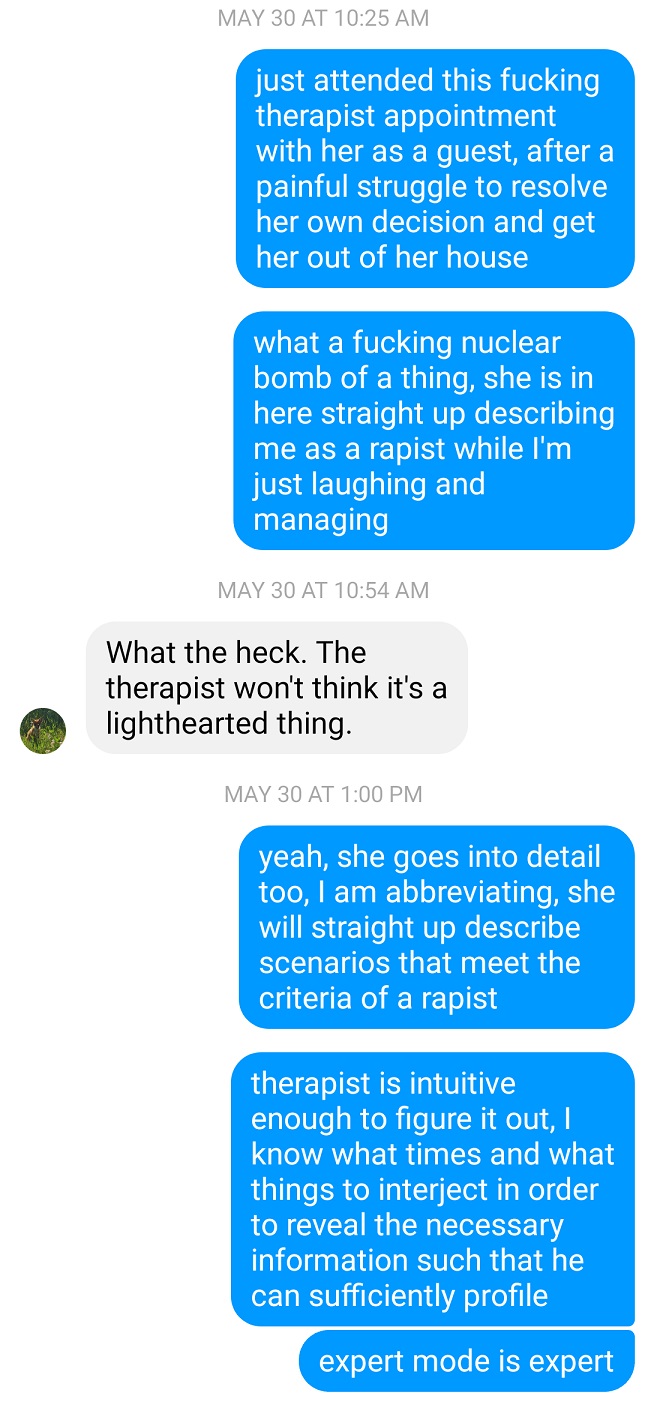 MAY 30 AT 10:25 AM
just attended this fucking
therapist appointment
with her as a guest, after a
painful struggle to resolve
her own decision and get
her out of her house
what a fucking nuclear
bomb of a thing, she is in
here straight up describing
me as a rapist while I'm
just laughing and
managing
MAY 30 AT 10:54 AM
What the heck. The
therapist won't think it's a
lighthearted thing.
MAY 30 AT 1:00 PM
yeah, she goes into detail
too, I am abbreviating, she
will straight up describe
scenarios that meet the
criteria of a rapist
therapist is intuitive
enough to figure it out, I
know what times and what
things to interject in order
to reveal the necessary
information such that he
can sufficiently profile
expert mode is expert